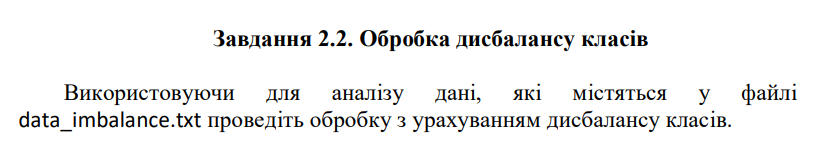 Завдання 2.2. Обробка дисбалансу класів
Використовуючи для аналізу дані, які містяться у файлі
data_imbalance.txt проведіть обробку з урахуванням дисбалансу класів.